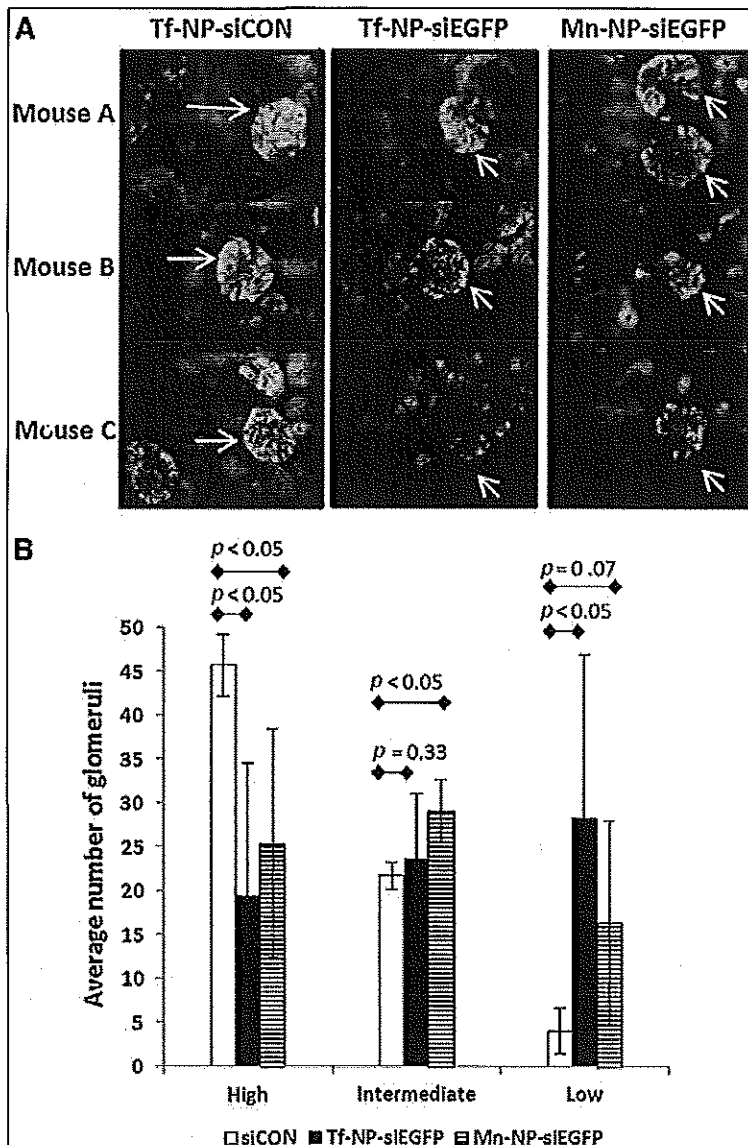 A
Tf-NP-siCON Tf-NP-siEGFP Mn-NP-siEGFP
Mouse A
Mouse B
Mouse C
B
p < 0.05
p < 0.05
p < 0.05
p = 0.33
p = 0.07
p < 0.05
Average number of glomeruli
50
45
40
35
30
25
20
15
10
5
0
High Intermediate Low
siCON Tf-NP-siEGFP Mn-NP-siEGFP